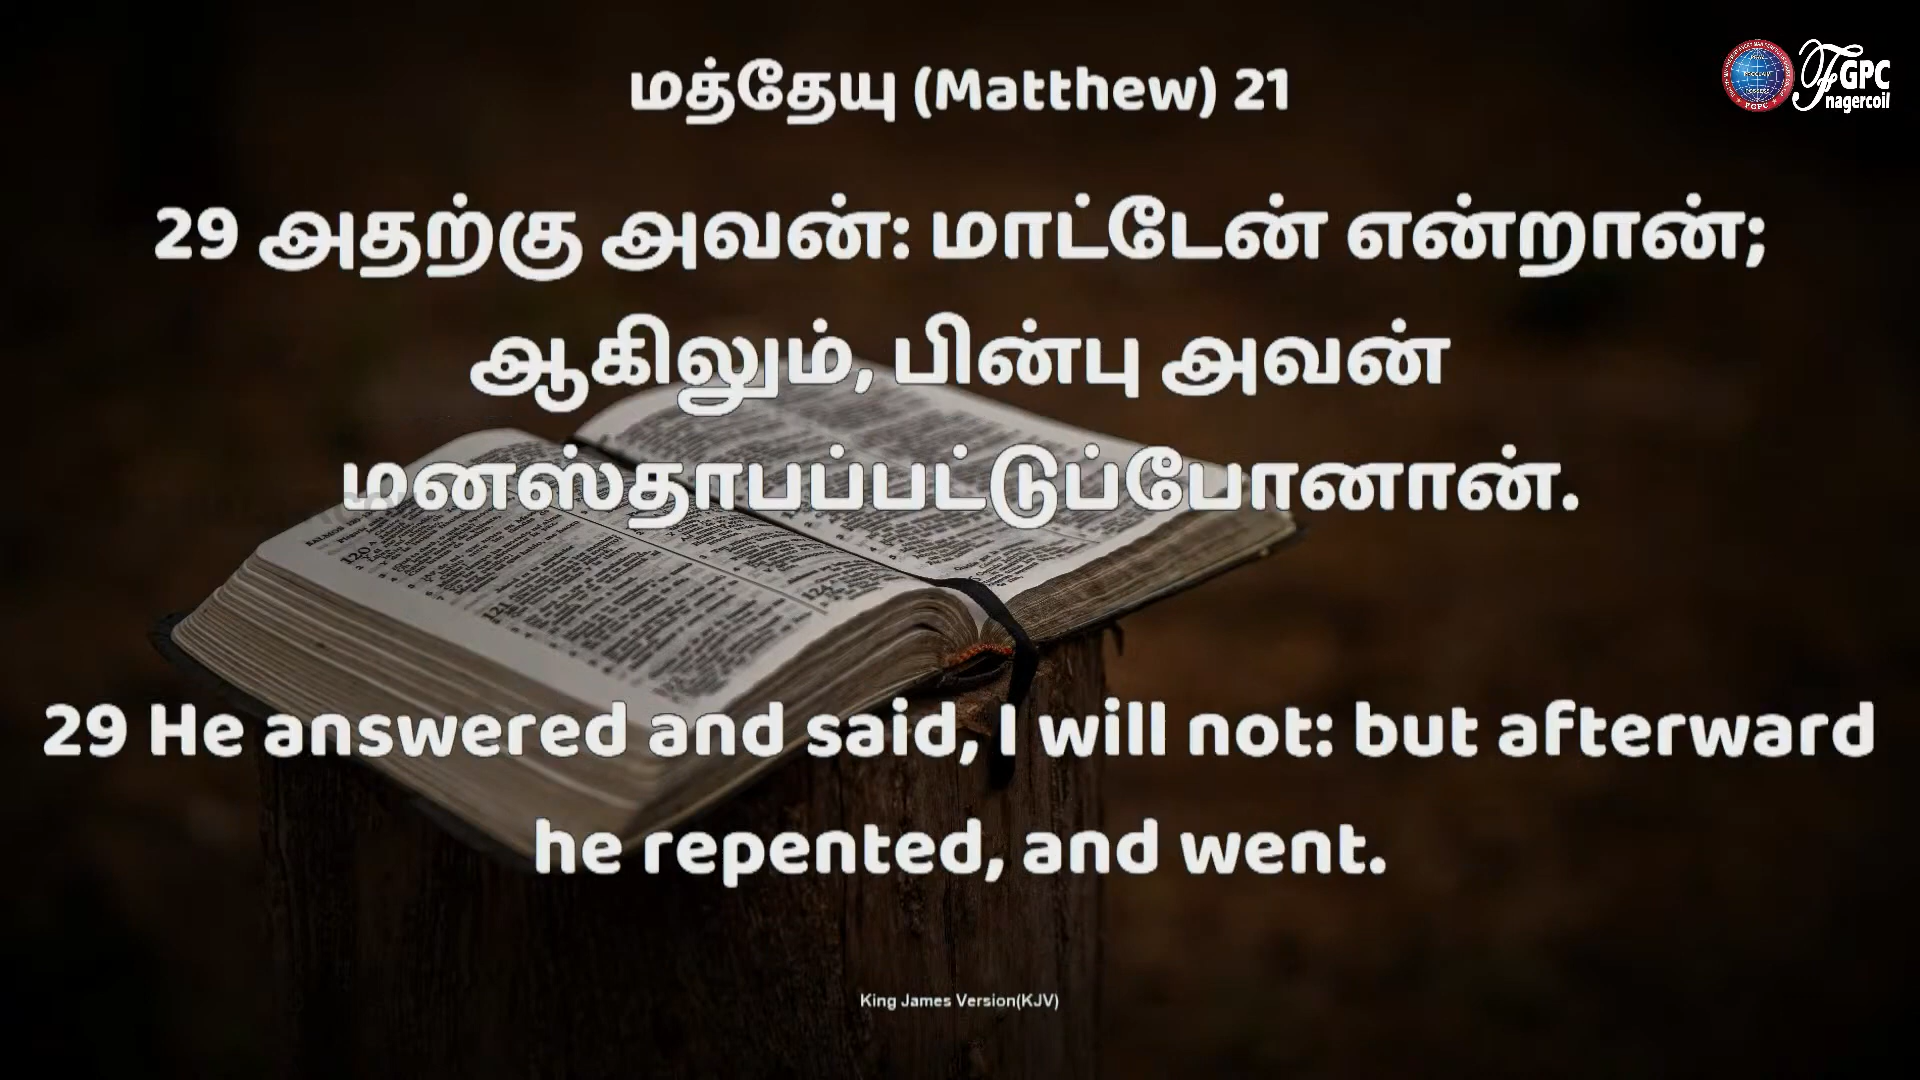 மத்தேயு (Matthew) 21
FGPC
nagercoil
29 அதற்கு அவன்: மாட்டேன் என்றான்;
ஆகிலும், பின்பு அவன்
மனஸ்தாபப்பட்டுப்போனான்.
29 He answered and said, I will not: but afterward
he repented, and went.
King James Version(KJV)